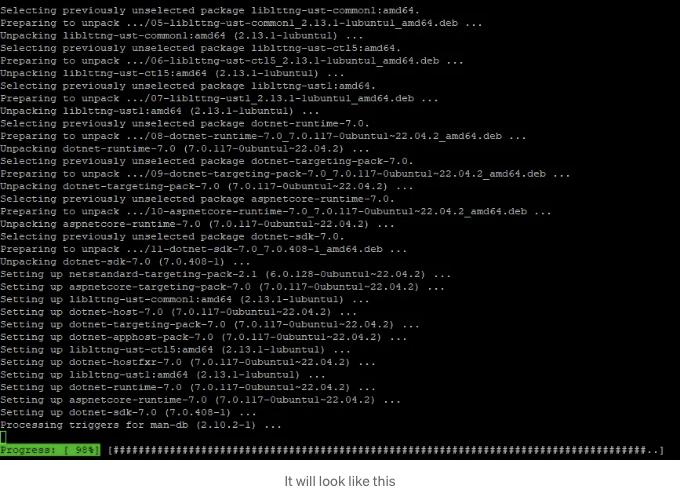 Selecting previously unselected package liblttng-ust-common1:amd64.
Preparing to unpack .../05-liblttng-ust-common1_2.13.1-1ubuntu1_amd64.deb ...
Unpacking liblttng-ust-common1:amd64 (2.13.1-1ubuntu1) ...
Selecting previously unselected package liblttng-ust-ctl5:amd64.
Preparing to unpack .../06-liblttng-ust-ctl5_2.13.1-1ubuntu1_amd64.deb ...
Unpacking liblttng-ust-ctl5:amd64 (2.13.1-1ubuntu1) ...
Selecting previously unselected package liblttng-ust1:amd64.
Preparing to unpack .../07-liblttng-ust1_2.13.1-1ubuntu1_amd64.deb ...
Unpacking liblttng-ust1:amd64 (2.13.1-1ubuntu1) ...
Selecting previously unselected package dotnet-runtime-7.0.
Preparing to unpack .../08-dotnet-runtime-7.0_7.0.117-0ubuntu1~22.04.2_amd64.deb ...
Unpacking dotnet-runtime-7.0 (7.0.117-0ubuntu1~22.04.2) ...
Selecting previously unselected package dotnet-targeting-pack-7.0.
Preparing to unpack .../09-dotnet-targeting-pack-7.0_7.0.117-0ubuntu1~22.04.2_amd64.deb ...
Unpacking dotnet-targeting-pack-7.0 (7.0.117-0ubuntu1~22.04.2) ...
Selecting previously unselected package aspnetcore-runtime-7.0.
Preparing to unpack .../10-aspnetcore-runtime-7.0_7.0.117-0ubuntu1~22.04.2_amd64.deb ...
Unpacking aspnetcore-runtime-7.0 (7.0.117-0ubuntu1~22.04.2) ...
Selecting previously unselected package dotnet-sdk-7.0.
Preparing to unpack .../11-dotnet-sdk-7.0_7.0.408-1_amd64.deb ...
Unpacking dotnet-sdk-7.0 (7.0.408-1) ...
Setting up netstandard-targeting-pack-2.1 (6.0.128-0ubuntu1~22.04.2) ...
Setting up aspnetcore-targeting-pack-7.0 (7.0.117-0ubuntu1~22.04.2) ...
Setting up liblttng-ust-common1:amd64 (2.13.1-1ubuntu1) ...
Setting up dotnet-host-7.0 (7.0.117-0ubuntu1~22.04.2) ...
Setting up dotnet-targeting-pack-7.0 (7.0.117-0ubuntu1~22.04.2) ...
Setting up dotnet-apphost-pack-7.0 (7.0.117-0ubuntu1~22.04.2) ...
Setting up liblttng-ust-ctl5:amd64 (2.13.1-1ubuntu1) ...
Setting up dotnet-hostfxr-7.0 (7.0.117-0ubuntu1~22.04.2) ...
Setting up liblttng-ust1:amd64 (2.13.1-1ubuntu1) ...
Setting up dotnet-runtime-7.0 (7.0.117-0ubuntu1~22.04.2) ...
Setting up aspnetcore-runtime-7.0 (7.0.117-0ubuntu1~22.04.2) ...
Setting up dotnet-sdk-7.0 (7.0.408-1) ...
Processing triggers for man-db (2.10.2-1) ...
Progress: [ 98%] [#####################################################################################..]
It will look like this